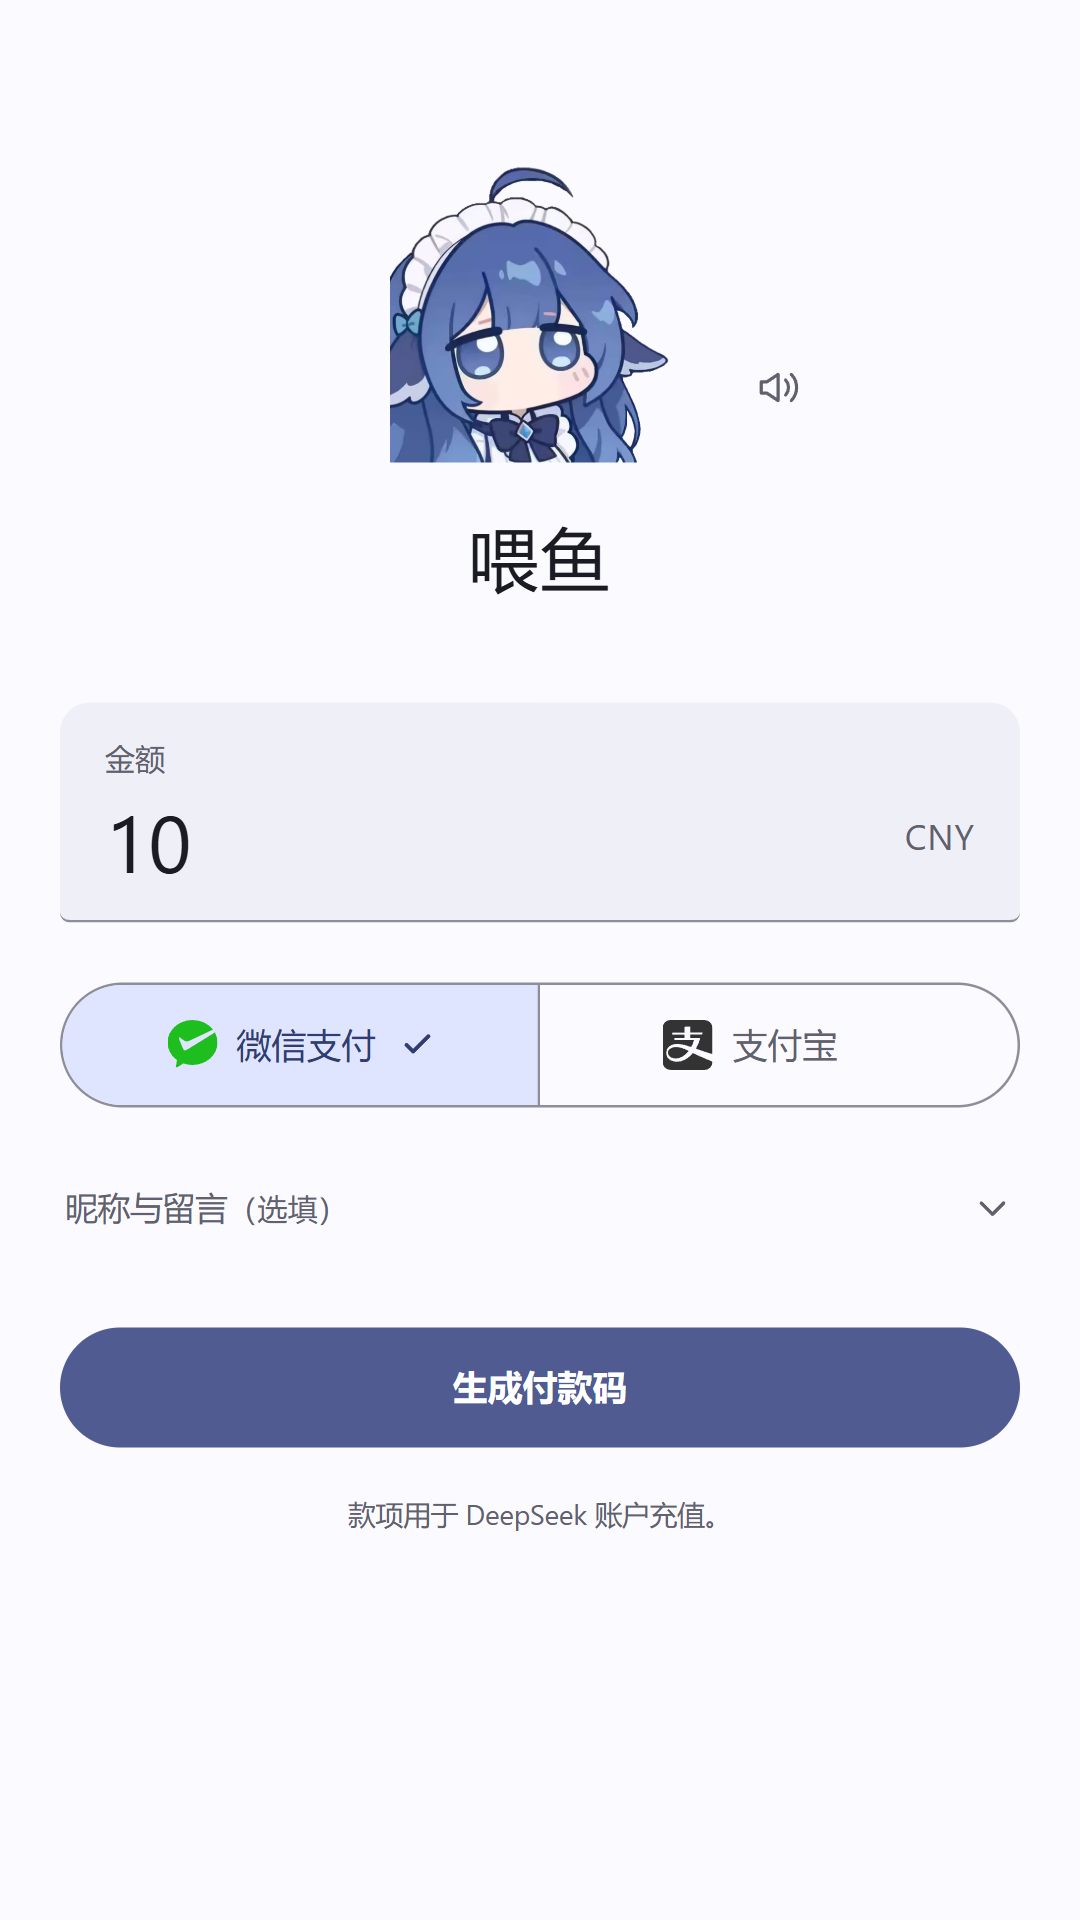 喂鱼
金额
10
CNY
微信支付
支付宝
昵称与留言（选填）
生成付款码
款项用于 DeepSeek 账户充值。